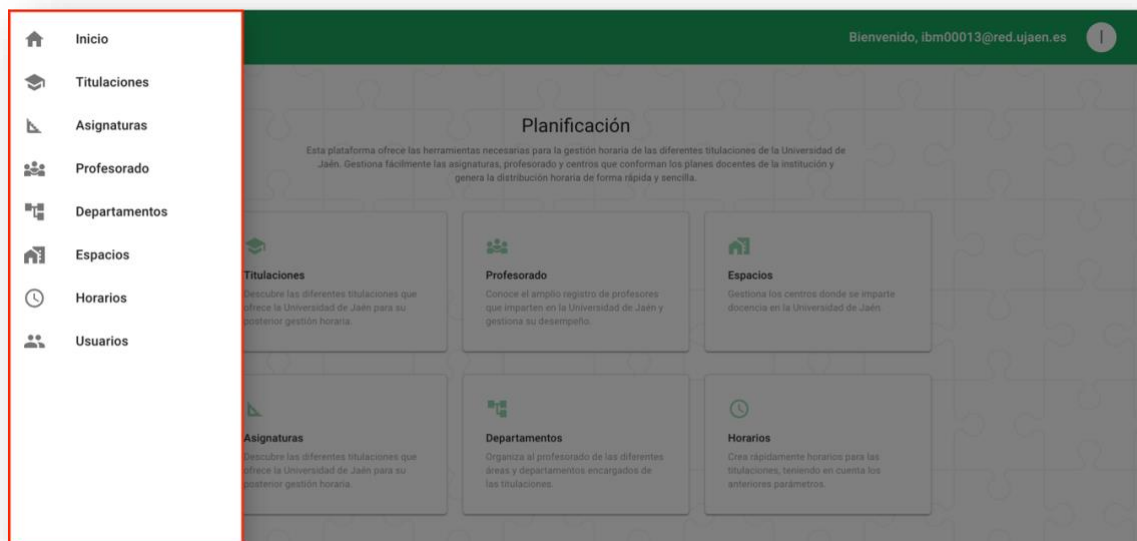 Inicio
Titulaciones
Asignaturas
Profesorado
Departamentos
Espacios
Horarios
Usuarios
Bienvenido, ibm00013@red.ujaen.es
I
Planificación
Esta plataforma ofrece las herramientas necesarias para la gestión horaria de las diferentes titulaciones de la Universidad de
Jaén. Gestiona fácilmente las asignaturas, profesorado y centros que conforman los planes docentes de la institución y
genera la distribución horaria de forma rápida y sencilla.
Titulaciones
Descubre las diferentes titulaciones que
ofrece la Universidad de Jaén para su
posterior gestión horaria.
Profesorado
Conoce el amplio registro de profesores
que imparten en la Universidad de Jaén y
gestiona su desempeño.
Espacios
Gestiona los centros donde se imparte
docencia en la Universidad de Jaén.
Asignaturas
Descubre las diferentes titulaciones que
ofrece la Universidad de Jaén para su
posterior gestión horaria.
Departamentos
Organiza al profesorado de las diferentes
áreas y departamentos encargados de
las titulaciones.
Horarios
Crea rápidamente horarios para las
titulaciones, teniendo en cuenta los
anteriores parámetros.